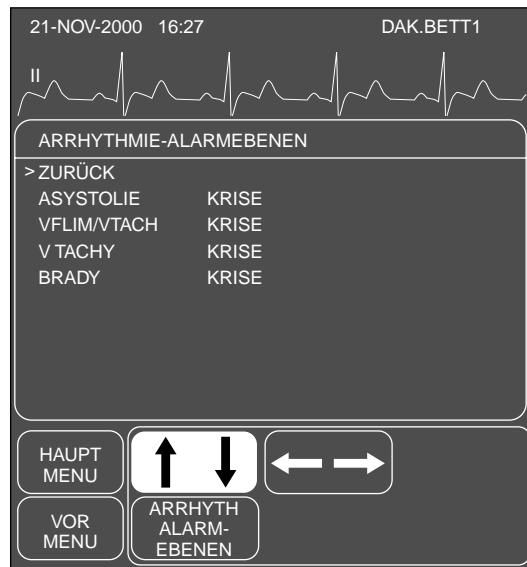 21-NOV-2000 16:27 DAK.BETT1
II
ARRHYTHMIE-ALARMEBENEN
> ZURÜCK
ASYSTOLIE KRISE
VFLIM/VTACH KRISE
V TACHY KRISE
BRADY KRISE
HAUPT
MENU
VOR
MENU
ARRHYTH
ALARM-
EBENEN